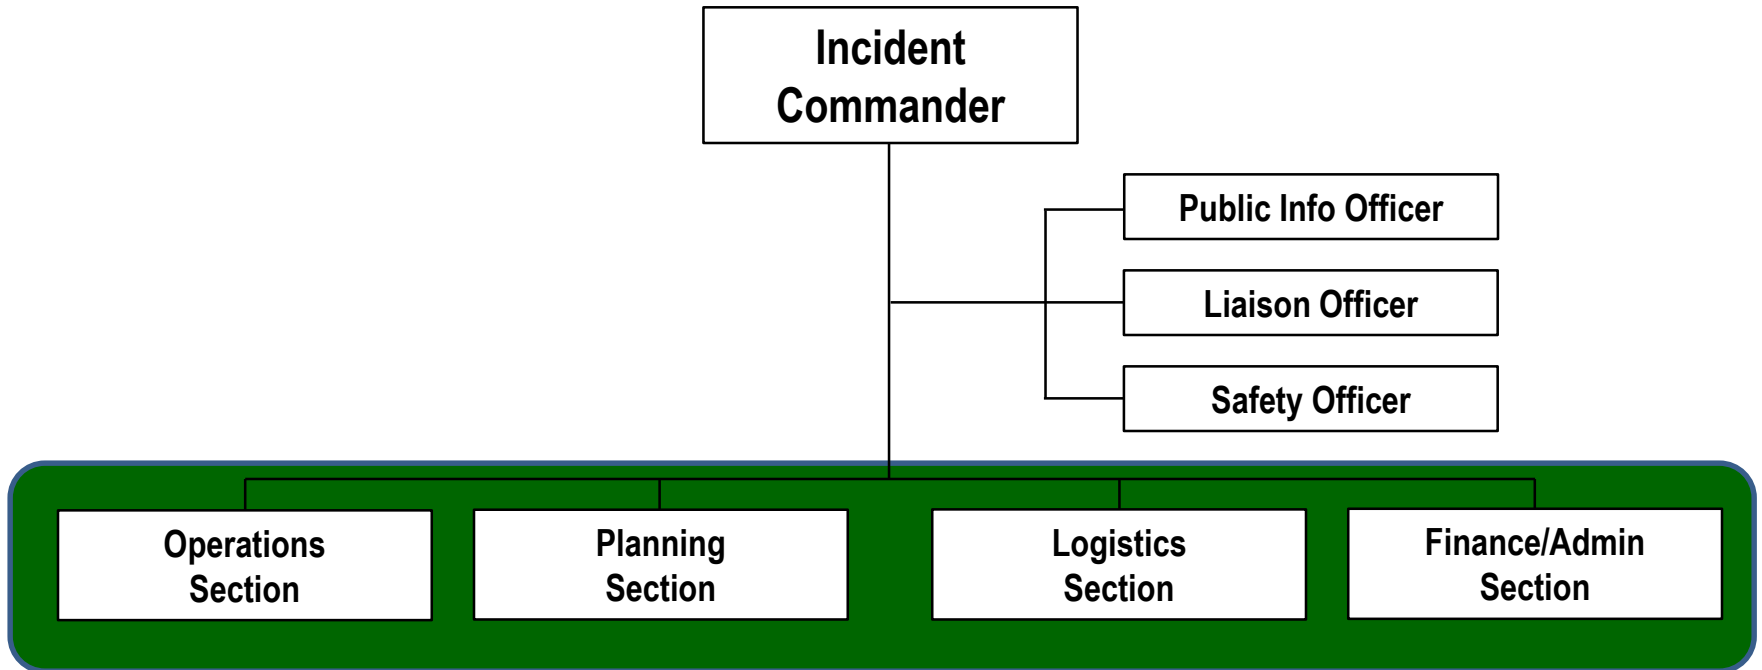 Incident
Commander
Public Info Officer
Liaison Officer
Safety Officer
Operations
Section
Planning
Section
Logistics
Section
Finance/Admin
Section